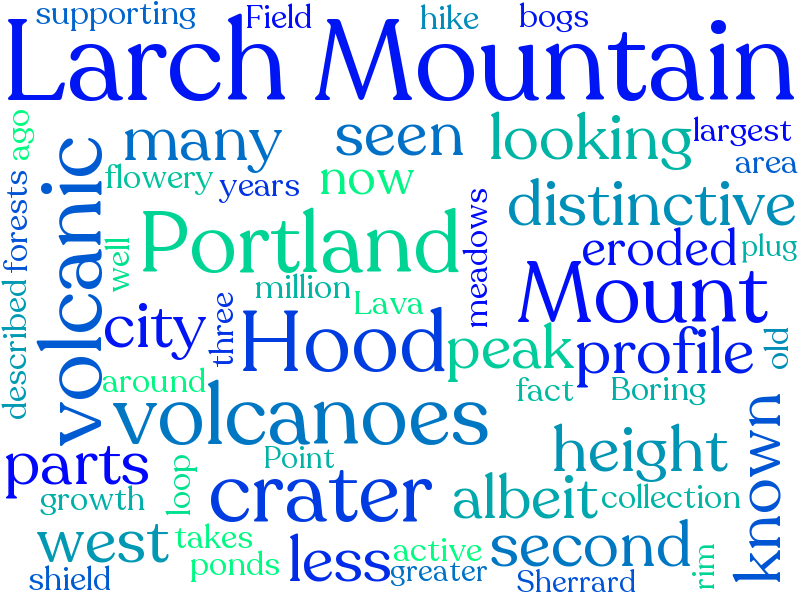 supporting
Field
hike
bogs
Larch Mountain
ago
many
seen
looking
largest
area
volcanic
flowery
years
now
distinctive
forests
well
Portland
meadows
eroded
plug
million
Lava
Mount
described
city
three
Hood
peak
profile
old
around
fact
Boring
volcanoes
height
known
parts
Point
loop
crater
albeit
collection
growth
west
takes
ponds
less
active
greater
second
rim
shield
Sherrard